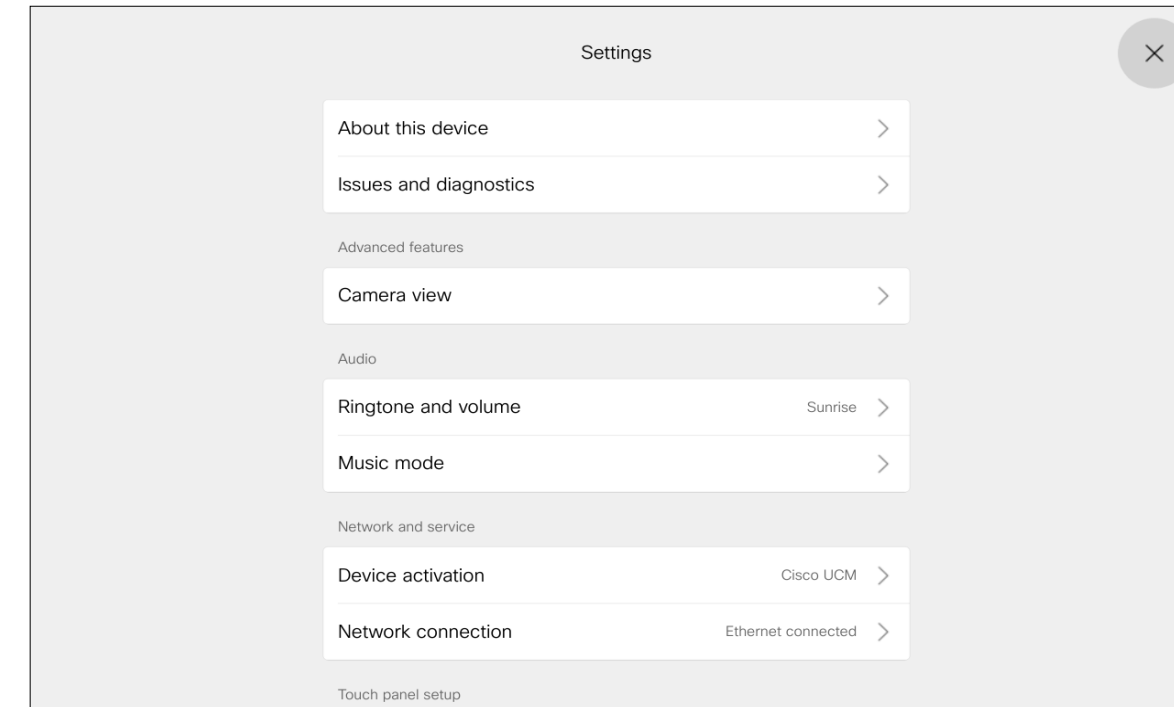 Settings
About this device
Issues and diagnostics
Advanced features
Camera view
Audio
Ringtone and volume Sunrise
Music mode
Network and service
Device activation Cisco UCM
Network connection Ethernet connected
Touch panel setup